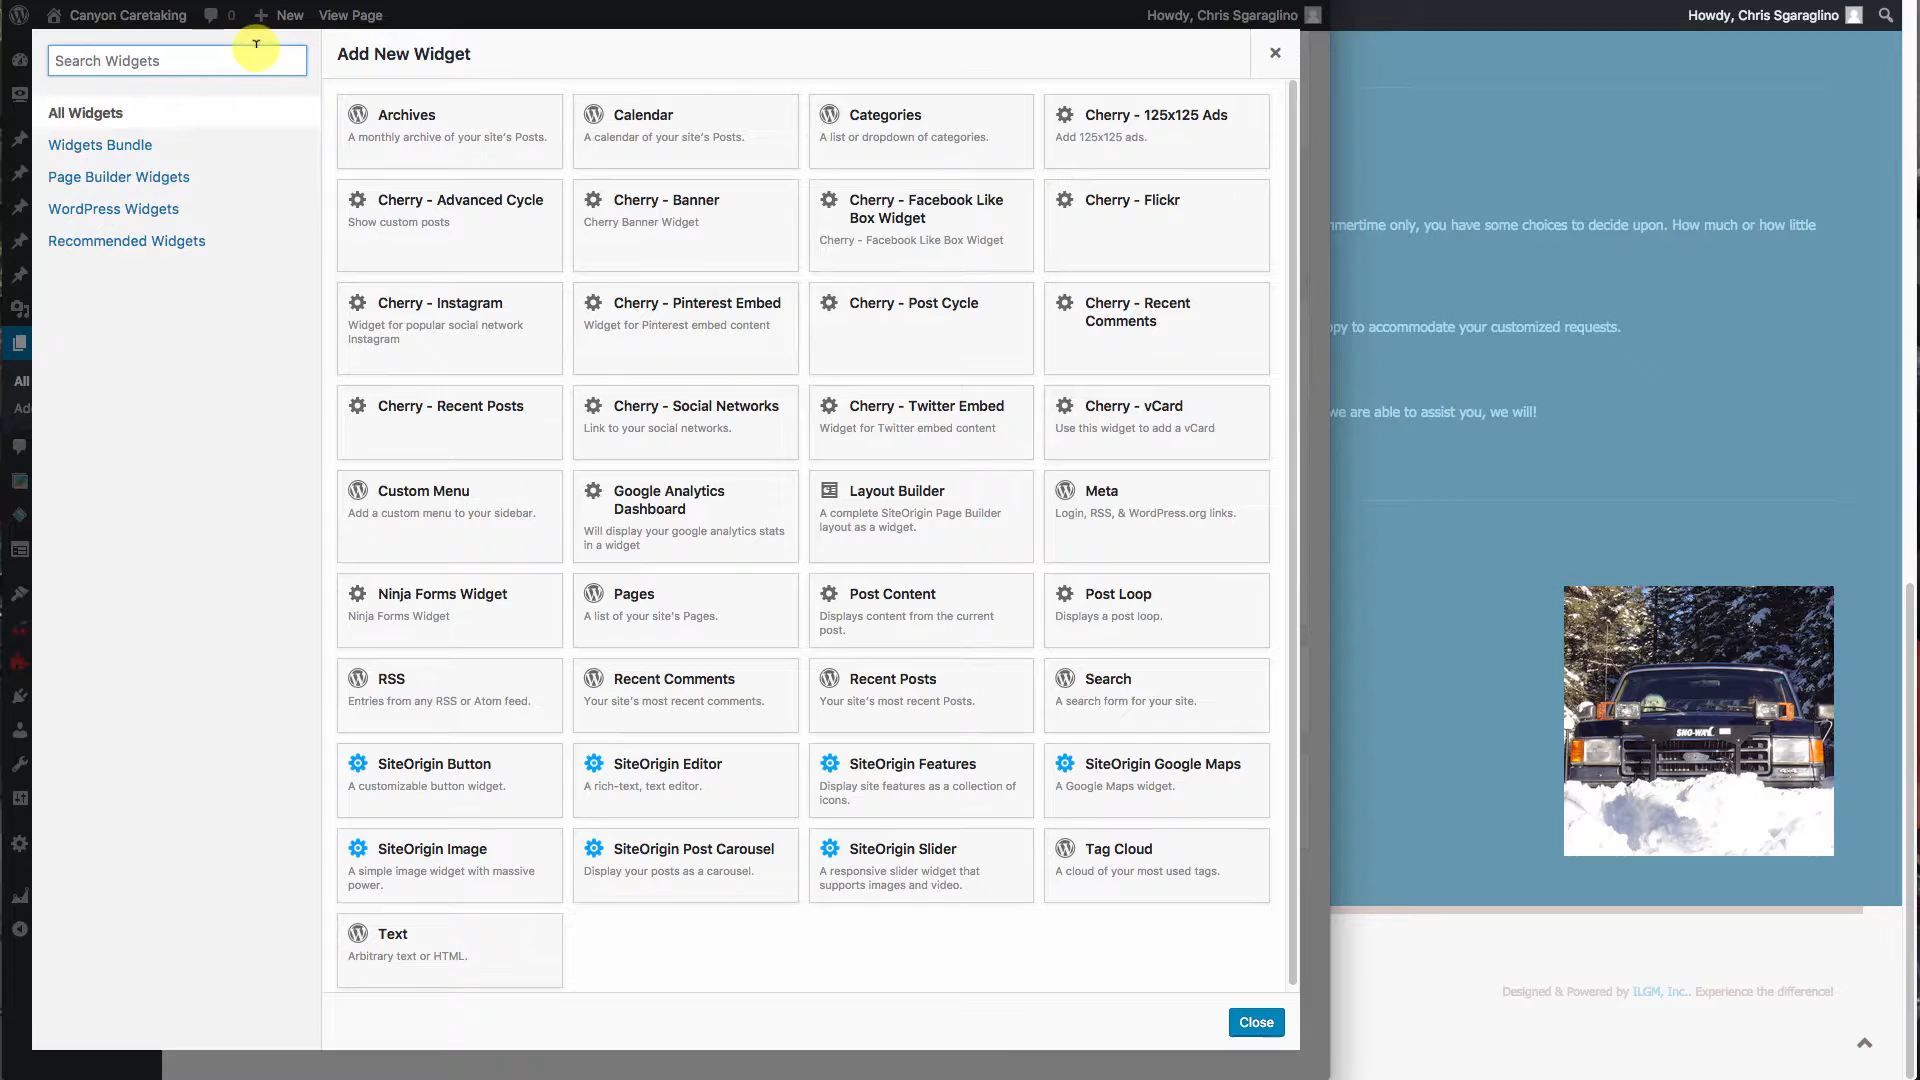 Canyon Caretaking 0 New View Page Howdy, Chris Sgaraglino
Howdy, Chris Sgaraglino
Search Widgets
All Widgets
Widgets Bundle
Page Builder Widgets
WordPress Widgets
Recommended Widgets
All
Add New Widget
Archives
A monthly archive of your site's Posts.
Calendar
A calendar of your site's Posts.
Categories
A list or dropdown of categories.
Cherry - 125x125 Ads
Add 125x125 ads.
Cherry - Advanced Cycle
Show custom posts
Cherry - Banner
Cherry Banner Widget
Cherry - Facebook Like
Box Widget
Cherry - Facebook Like Box Widget
Cherry - Flickr
Cherry - Instagram
Widget for popular social network
Instagram
Cherry - Pinterest Embed
Widget for Pinterest embed content
Cherry - Post Cycle
Cherry - Recent
Comments
Cherry - Recent Posts
Cherry - Social Networks
Link to your social networks.
Cherry - Twitter Embed
Widget for Twitter embed content
Cherry - vCard
Use this widget to add a vCard
Custom Menu
Add a custom menu to your sidebar.
Google Analytics
Dashboard
Will display your google analytics stats
in a widget
Layout Builder
A complete SiteOrigin Page Builder
layout as a widget.
Meta
Login, RSS, & WordPress.org links.
Ninja Forms Widget
Ninja Forms Widget
Pages
A list of your site's Pages.
Post Content
Displays content from the current
post.
Post Loop
Displays a post loop.
RSS
Entries from any RSS or Atom feed.
Recent Comments
Your site's most recent comments.
Recent Posts
Your site's most recent Posts.
Search
A search form for your site.
SiteOrigin Button
A customizable button widget.
SiteOrigin Editor
A rich-text, text editor.
SiteOrigin Features
Display site features as a collection of
icons.
SiteOrigin Google Maps
A Google Maps widget.
SiteOrigin Image
A simple image widget with massive
power.
SiteOrigin Post Carousel
Display your posts as a carousel.
SiteOrigin Slider
A responsive slider widget that
supports images and video.
Tag Cloud
A cloud of your most used tags.
Text
Arbitrary text or HTML.
Close
only, you have some choices to decide upon. How much or how little
to accommodate your customized requests.
we are able to assist you, we will!
SNO-WAY
Designed & Powered by ILGM, Inc.. Experience the difference!